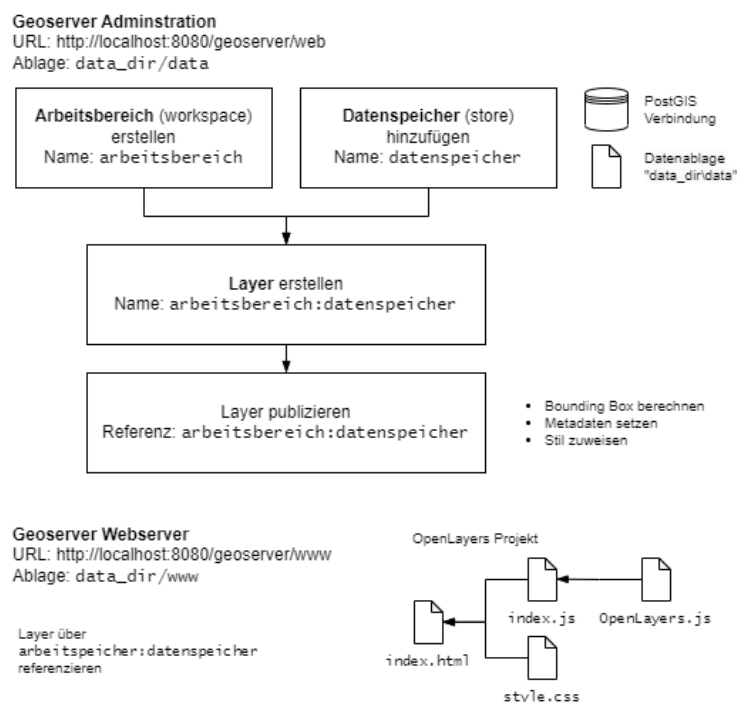 Geoserver Adminstration
URL: http://localhost:8080/geoserver/web
Ablage: data_dir/data
Arbeitsbereich (workspace)
erstellen
Name: arbeitsbereich
Datenspeicher (store)
hinzufügen
Name: datenspeicher
PostGIS
Verbindung
Datenablage
"data_dir\data"
Layer erstellen
Name: arbeitsbereich:datenspeicher
Layer publizieren
Referenz: arbeitsbereich:datenspeicher
• Bounding Box berechnen
• Metadaten setzen
• Stil zuweisen
Geoserver Webserver
URL: http://localhost:8080/geoserver/www
Ablage: data_dir/www
Layer über
arbeitspeicher:datenspeicher
referenzieren
OpenLayers Projekt
index.js
OpenLayers.js
index.html
style.css